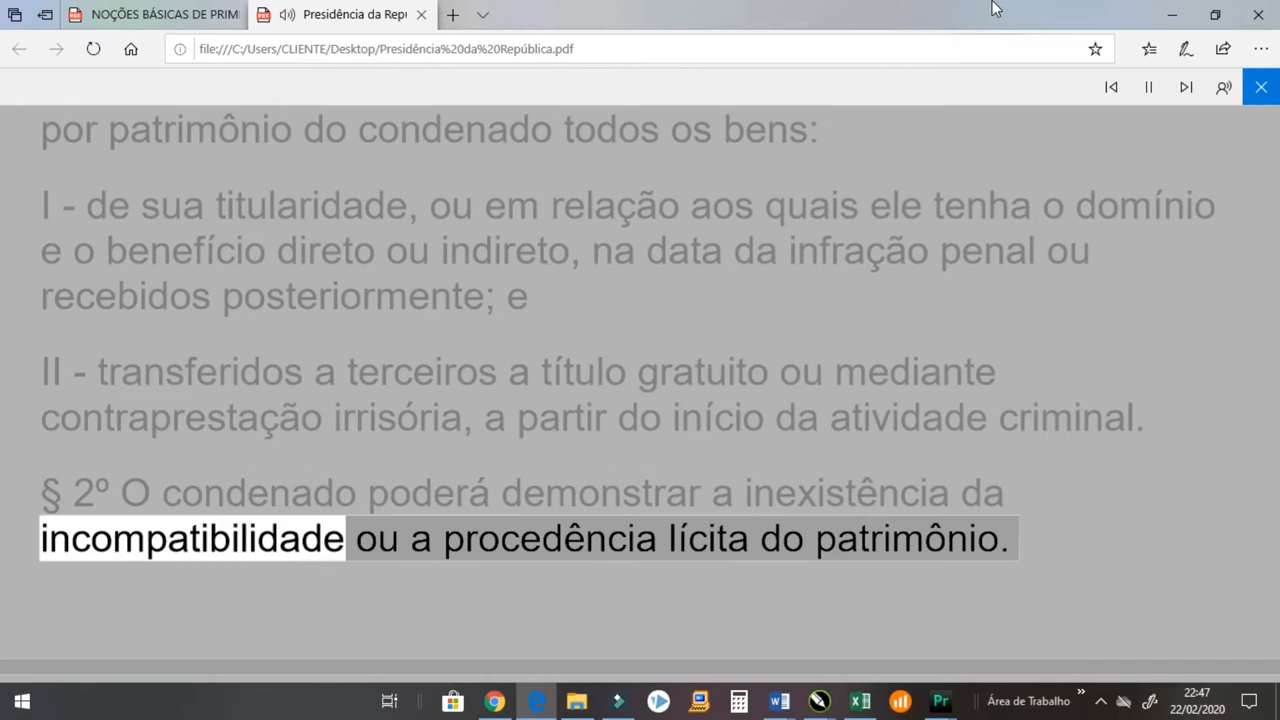 NOÇÕES BÁSICAS DE PRIM
Presidência da Repú
file:///C:/Users/CLIENTE/Desktop/Presidência%20da%20República.pdf
por patrimônio do condenado todos os bens:
I - de sua titularidade, ou em relação aos quais ele tenha o domínio
e o benefício direto ou indireto, na data da infração penal ou
recebidos posteriormente; e
II - transferidos a terceiros a título gratuito ou mediante
contraprestação irrisória, a partir do início da atividade criminal.
§ 2º O condenado poderá demonstrar a inexistência da
incompatibilidade ou a procedência lícita do patrimônio.
Área de Trabalho
22:47
22/02/2020